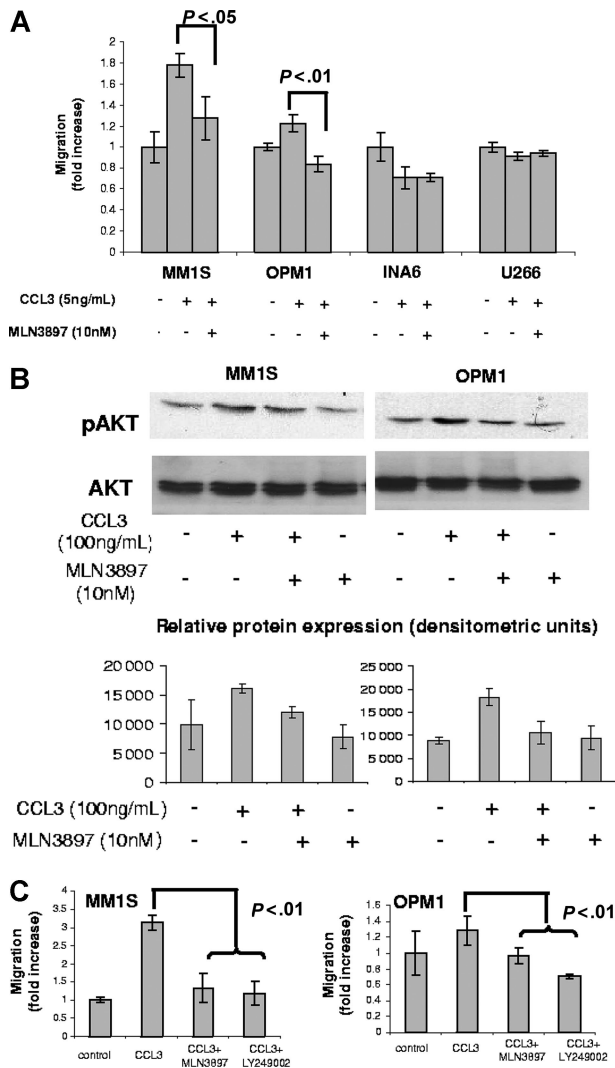 A
P<.05
P<.01
Migration
(fold increase)
2
1.8
1.6
1.4
1.2
1
0.8
0.6
0.4
0.2
0
MM1S OPM1 INA6 U266
CCL3 (5ng/mL) - + + - + + - + + - + +
MLN3897 (10nM) - - + - - + - - + - - +
B
MM1S OPM1
pAKT
AKT
CCL3
(100ng/mL) - + + - - + + -
MLN3897
(10nM) - - + + - - + +
Relative protein expression (densitometric units)
20 000
15 000
10 000
5 000
0
25 000
20 000
15 000
10 000
5 000
0
CCL3 (100ng/mL) - + + - - + + -
MLN3897 (10nM) - - + + - - + +
C
MM1S
P<.01
Migration
(fold increase)
4
3.5
3
2.5
2
1.5
1
0.5
0
control CCL3 CCL3+ MLN3897 CCL3+ LY249002
OPM1
P<.01
Migration
(fold increase)
1.6
1.4
1.2
1
0.8
0.6
0.4
0.2
0
control CCL3 CCL3+ MLN3897 CCL3+ LY249002